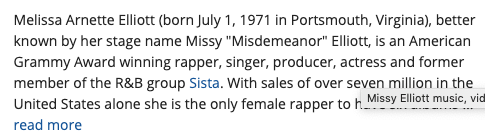 Melissa Arnette Elliott (born July 1, 1971 in Portsmouth, Virginia), better
known by her stage name Missy "Misdemeanor" Elliott, is an American
Grammy Award winning rapper, singer, producer, actress and former
member of the R&B group Sista. With sales of over seven million in the
United States alone she is the only female rapper to
Missy Elliott music, vid
read more